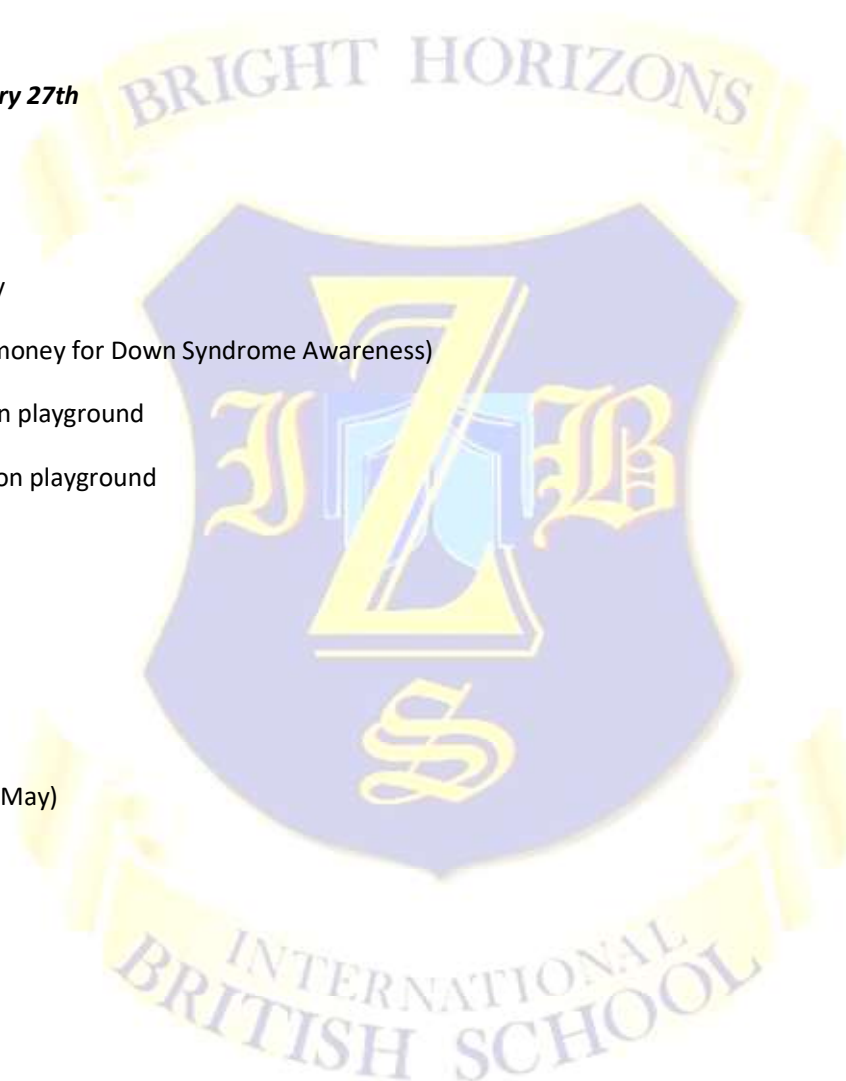 BRIGHT HORIZONS
ry 27th
y
money for Down Syndrome Awareness)
n playground
on playground
I Z B
S
May)
INTERNATIONAL
BRITISH SCHOOL